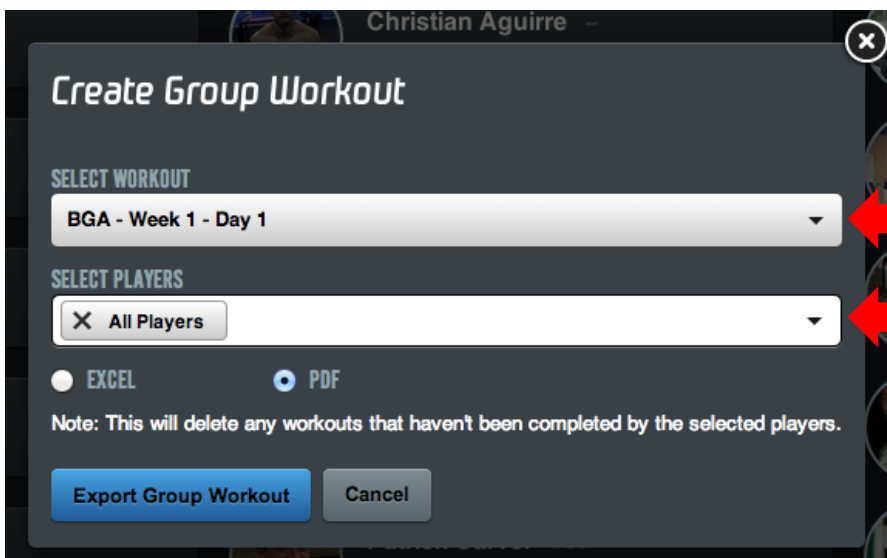 Christian Aguirre –
Create Group Workout
SELECT WORKOUT
BGA - Week 1 - Day 1
SELECT PLAYERS
All Players
EXCEL
PDF
Note: This will delete any workouts that haven't been completed by the selected players.
Export Group Workout
Cancel